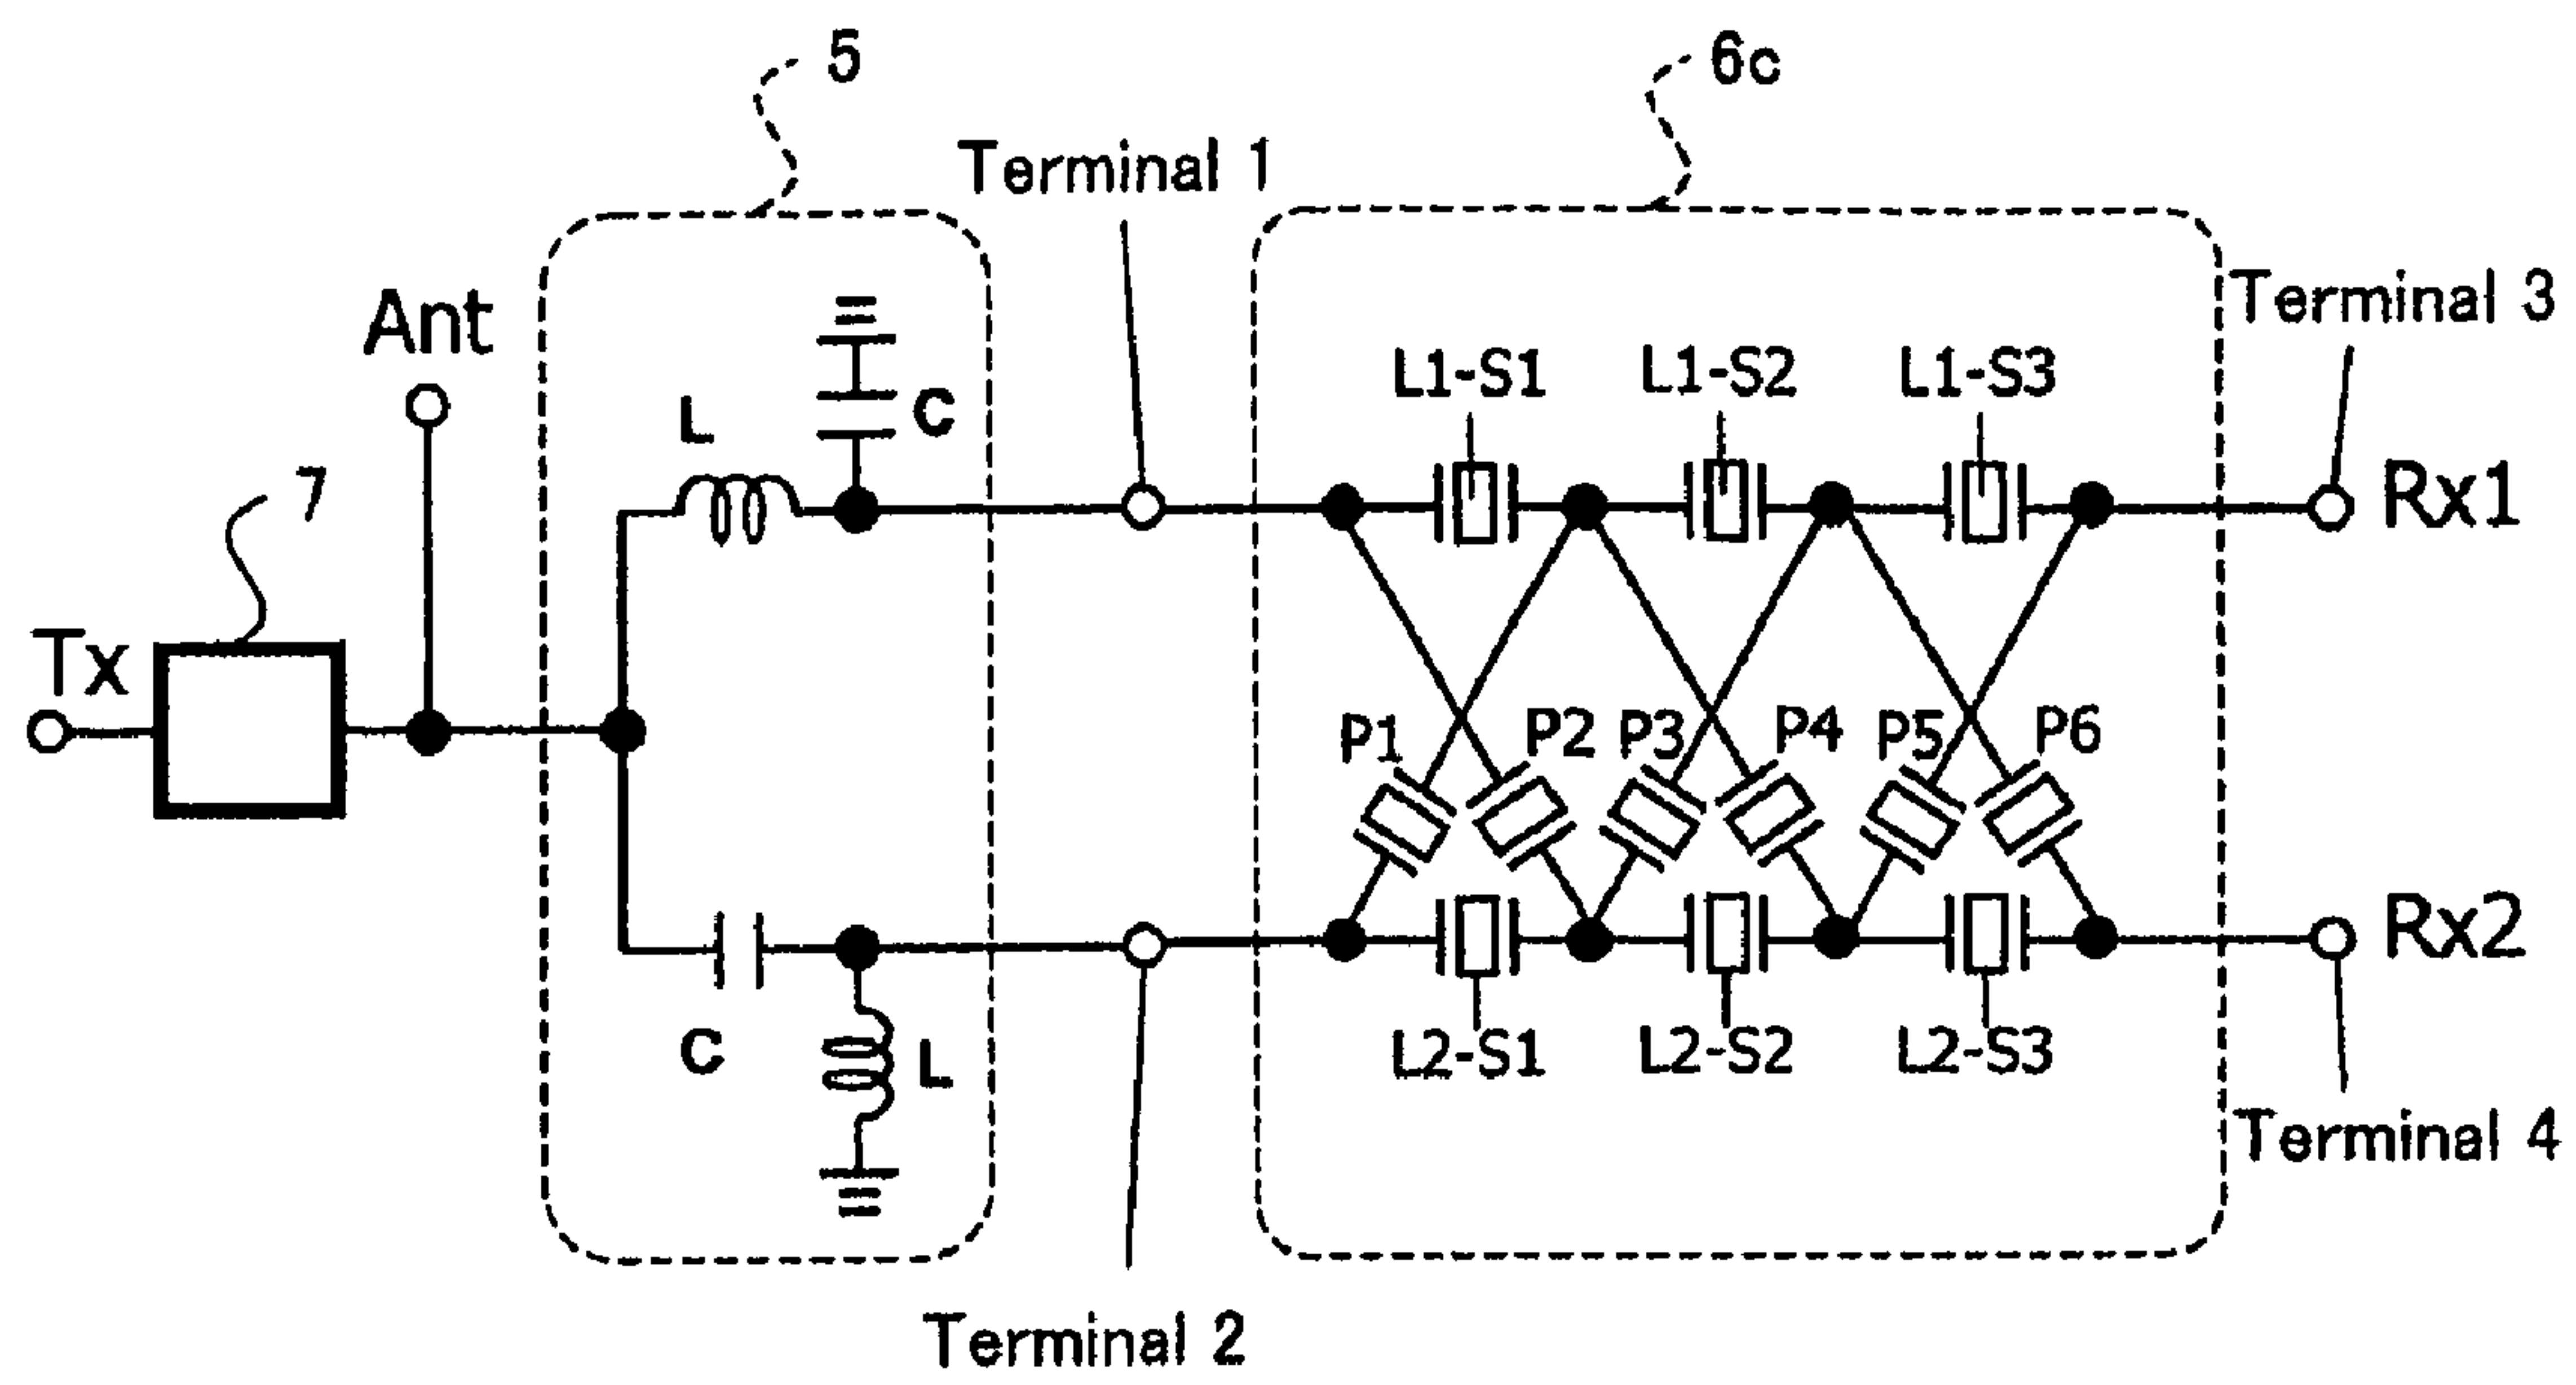 5
6c
Terminal 1
Terminal 3
Ant
L1-S1
L1-S2
L1-S3
L
C
7
Rx1
Tx
P1
P2
P3
P4
P5
P6
Rx2
C
L
L2-S1
L2-S2
L2-S3
Terminal 4
Terminal 2